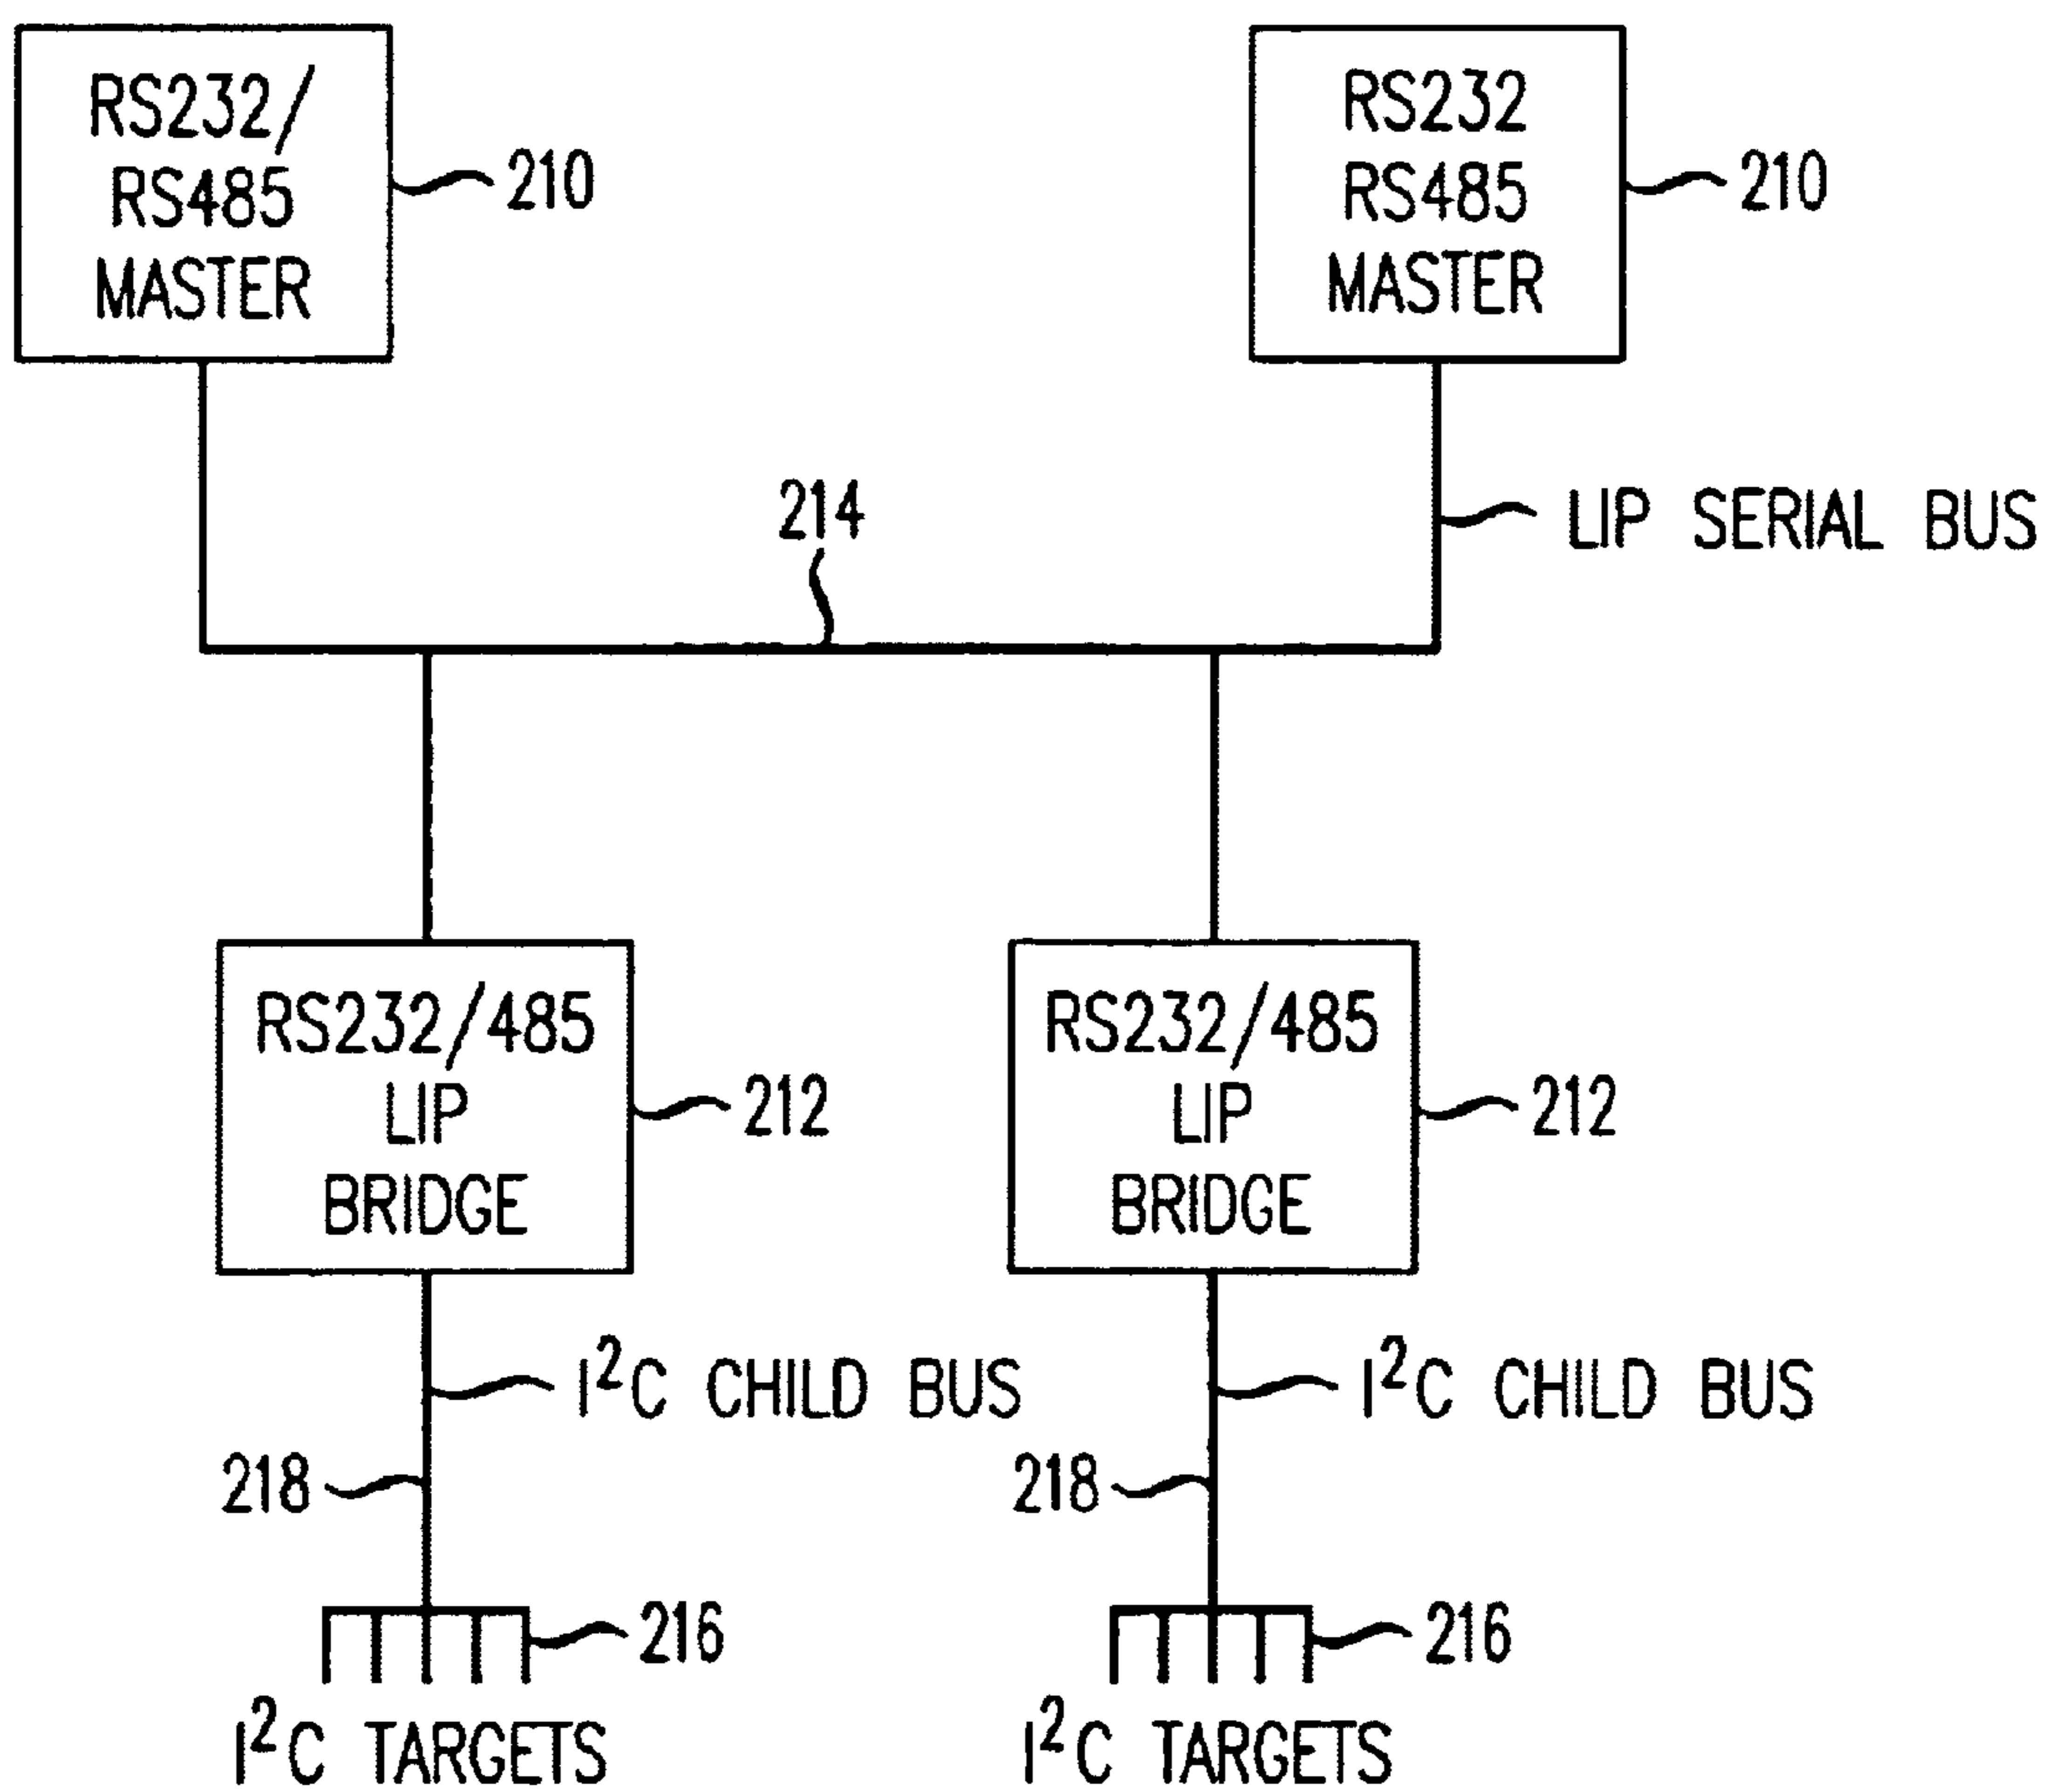 RS232/
RS485
MASTER
210
RS232
RS485
MASTER
210
LIP SERIAL BUS
214
RS232/485
LIP
BRIDGE
212
RS232/485
LIP
BRIDGE
212
I²C CHILD BUS
I²C CHILD BUS
218
218
216
216
I²C TARGETS
I²C TARGETS